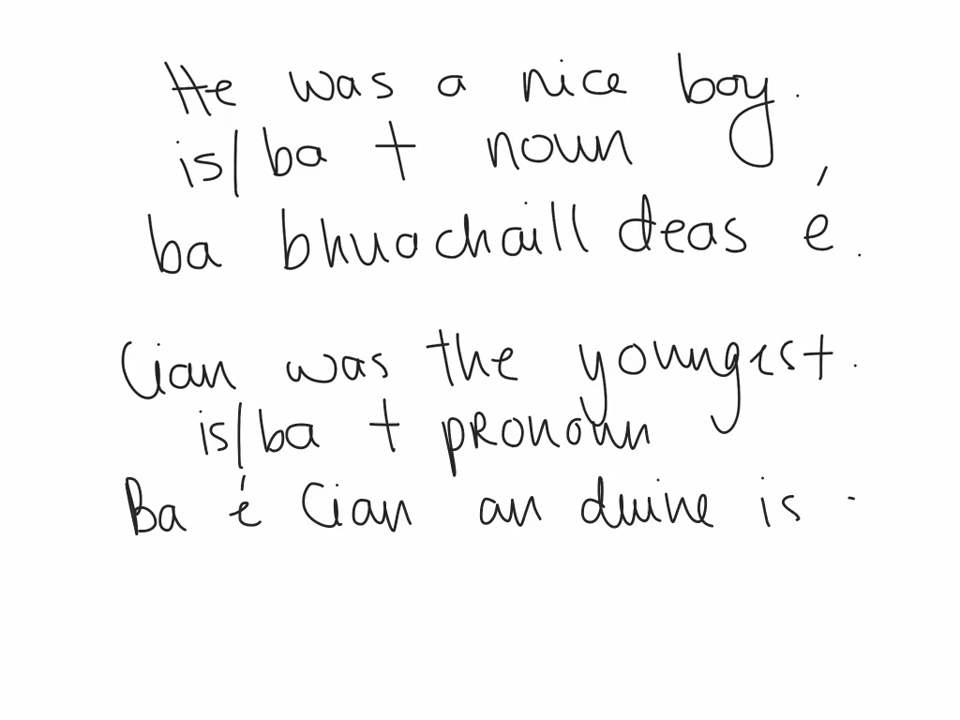 He was a nice boy.
is/ba + noun
ba bhuachaill deas é.
Cian was the youngest.
is/ba + pronoun
Ba é Cian an duine is